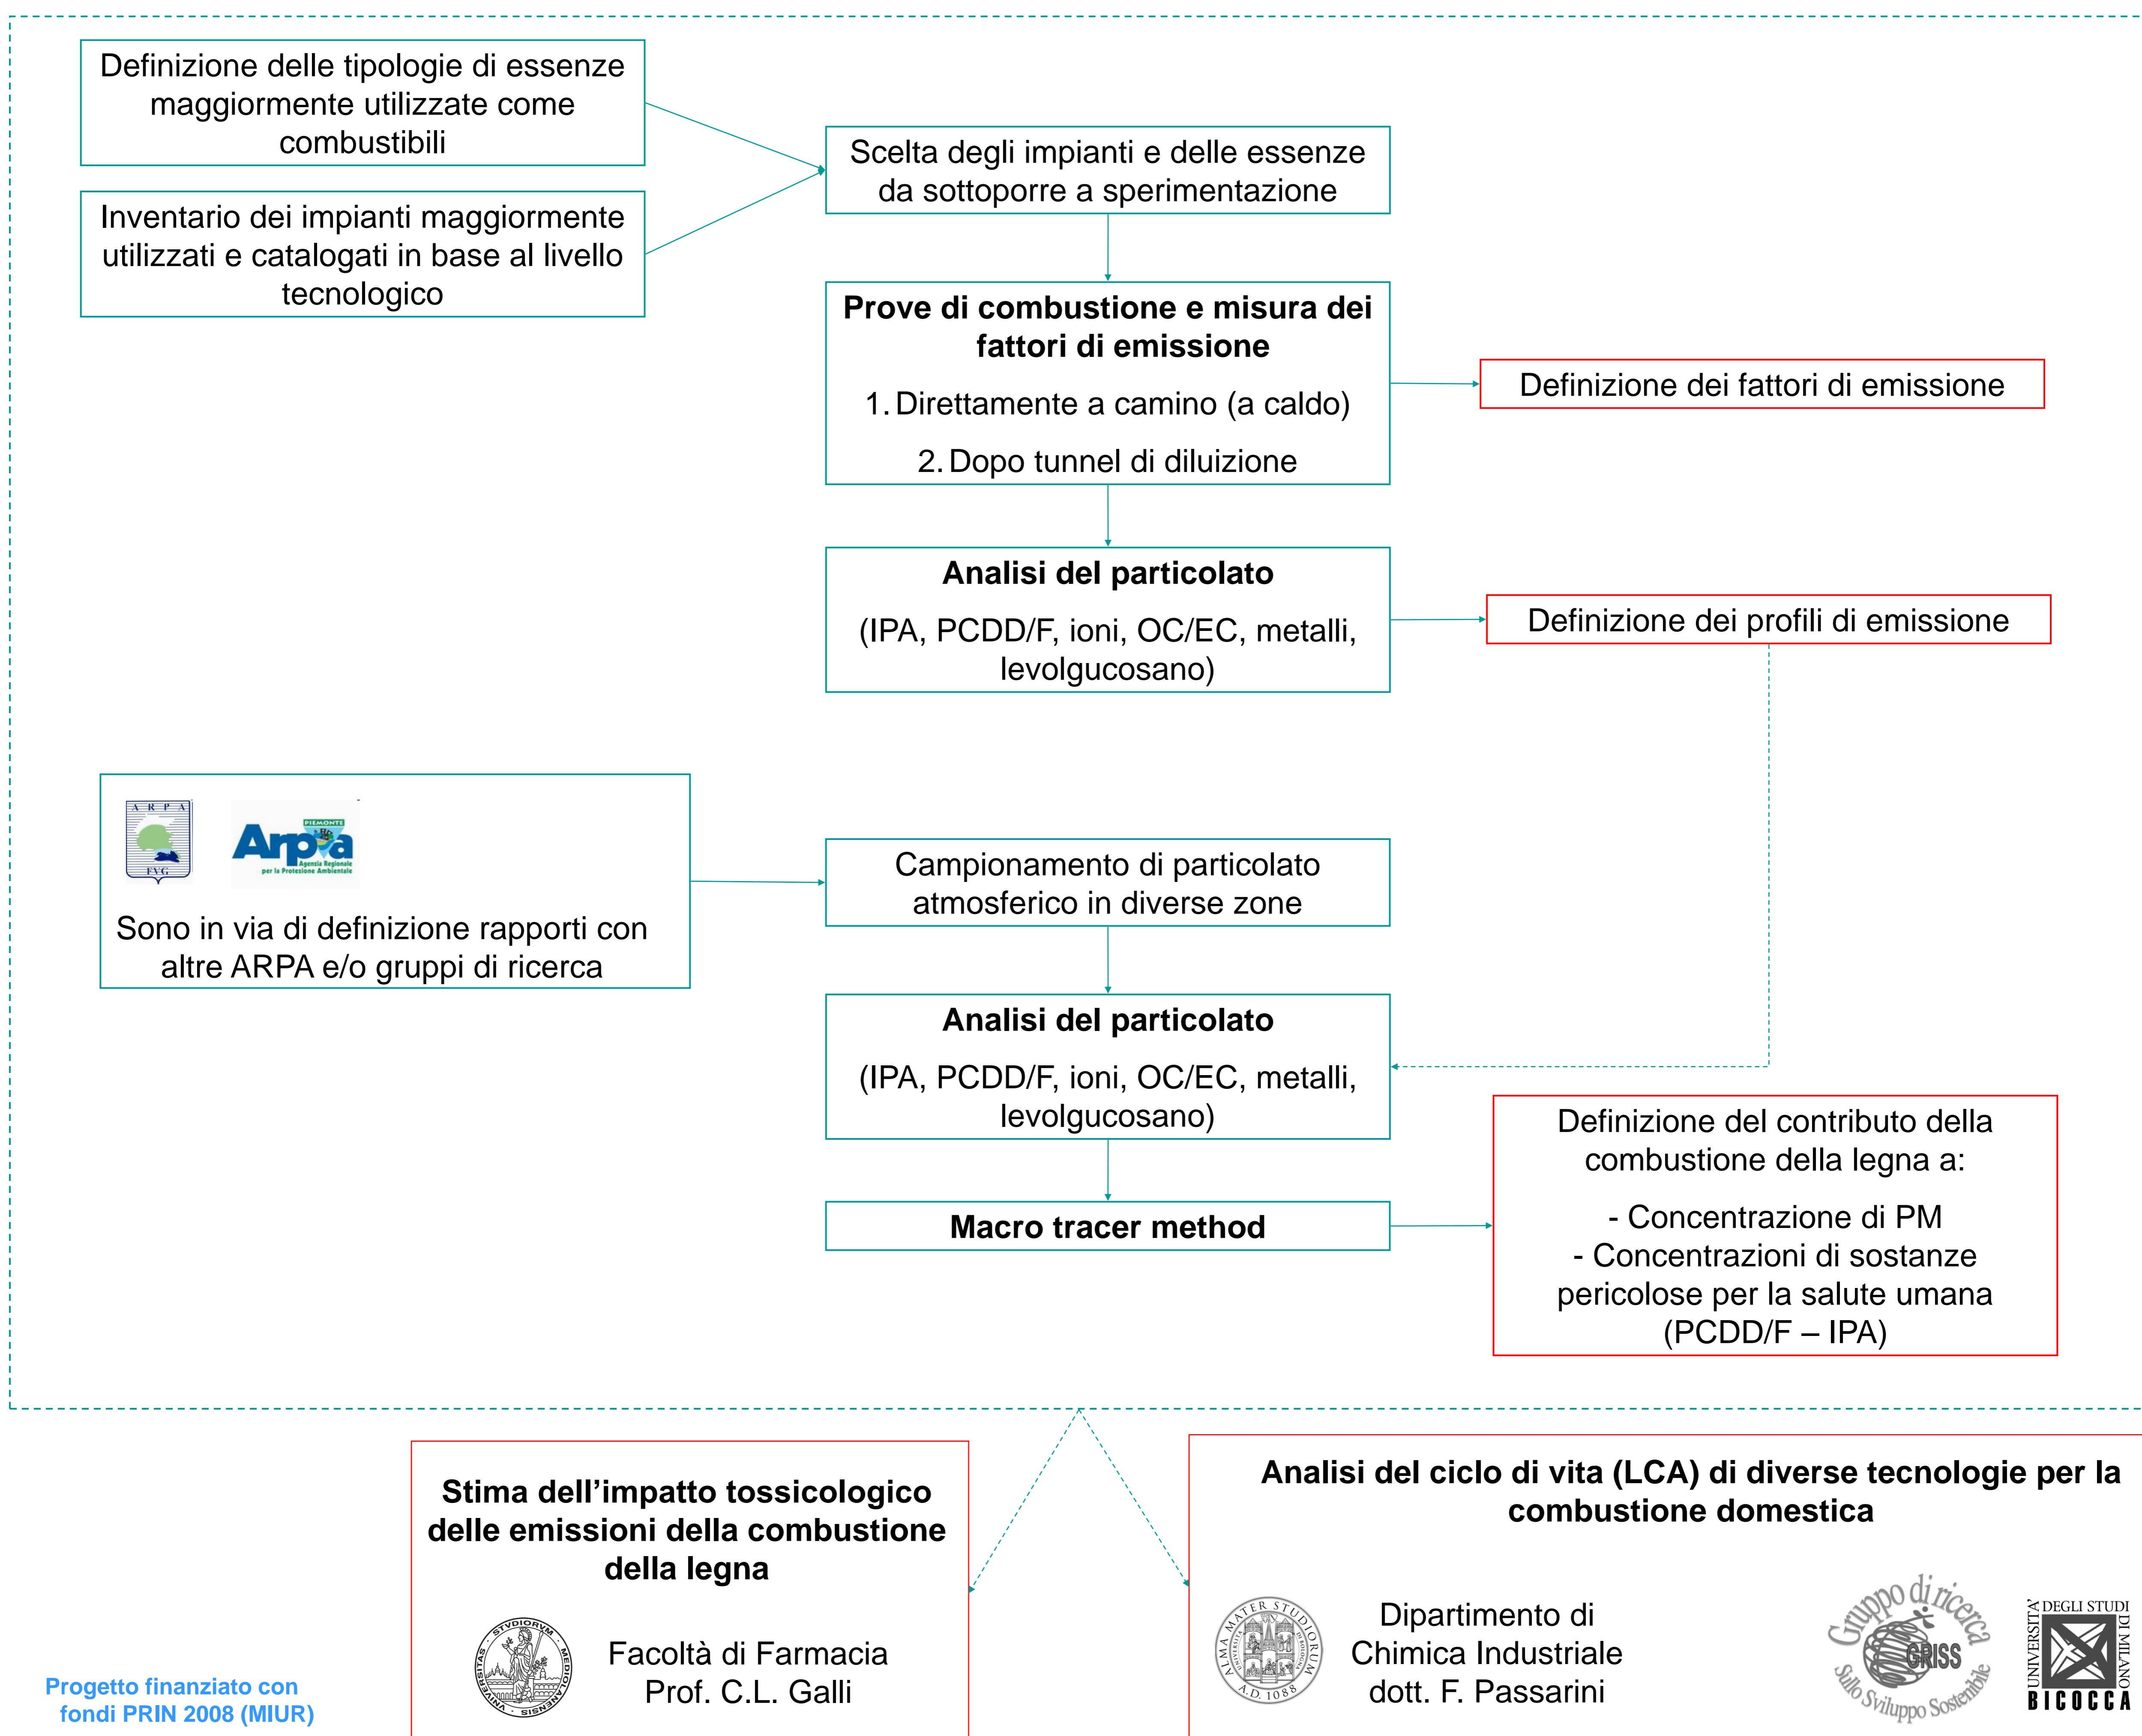 Definizione delle tipologie di essenze
maggiormente utilizzate come
combustibili
Inventario dei impianti maggiormente
utilizzati e catalogati in base al livello
tecnologico
Scelta degli impianti e delle essenze
da sottoporre a sperimentazione
Prove di combustione e misura dei
fattori di emissione
1. Direttamente a camino (a caldo)
2. Dopo tunnel di diluizione
Definizione dei fattori di emissione
Analisi del particolato
(IPA, PCDD/F, ioni, OC/EC, metalli,
levolgucosano)
Definizione dei profili di emissione
ARPA
FVG
PIEMONTE
Arpa
Agenzia Regionale
per la Protezione Ambientale
Sono in via di definizione rapporti con
altre ARPA e/o gruppi di ricerca
Campionamento di particolato
atmosferico in diverse zone
Analisi del particolato
(IPA, PCDD/F, ioni, OC/EC, metalli,
levolgucosano)
Macro tracer method
Definizione del contributo della
combustione della legna a:
- Concentrazione di PM
- Concentrazioni di sostanze
pericolose per la salute umana
(PCDD/F – IPA)
Stima dell’impatto tossicologico
delle emissioni della combustione
della legna
UNIVERSITAS STVDIORVM MEDIOLANENSIS
Facoltà di Farmacia
Prof. C.L. Galli
Analisi del ciclo di vita (LCA) di diverse tecnologie per la
combustione domestica
ALMA MATER STUDIORUM
A.D. 1088
Dipartimento di
Chimica Industriale
dott. F. Passarini
Gruppo di ricerca
GRISS
Sullo Sviluppo Sostenibile
UNIVERSITA' DEGLI STUDI DI MILANO
BICOCCA
Progetto finanziato con
fondi PRIN 2008 (MIUR)